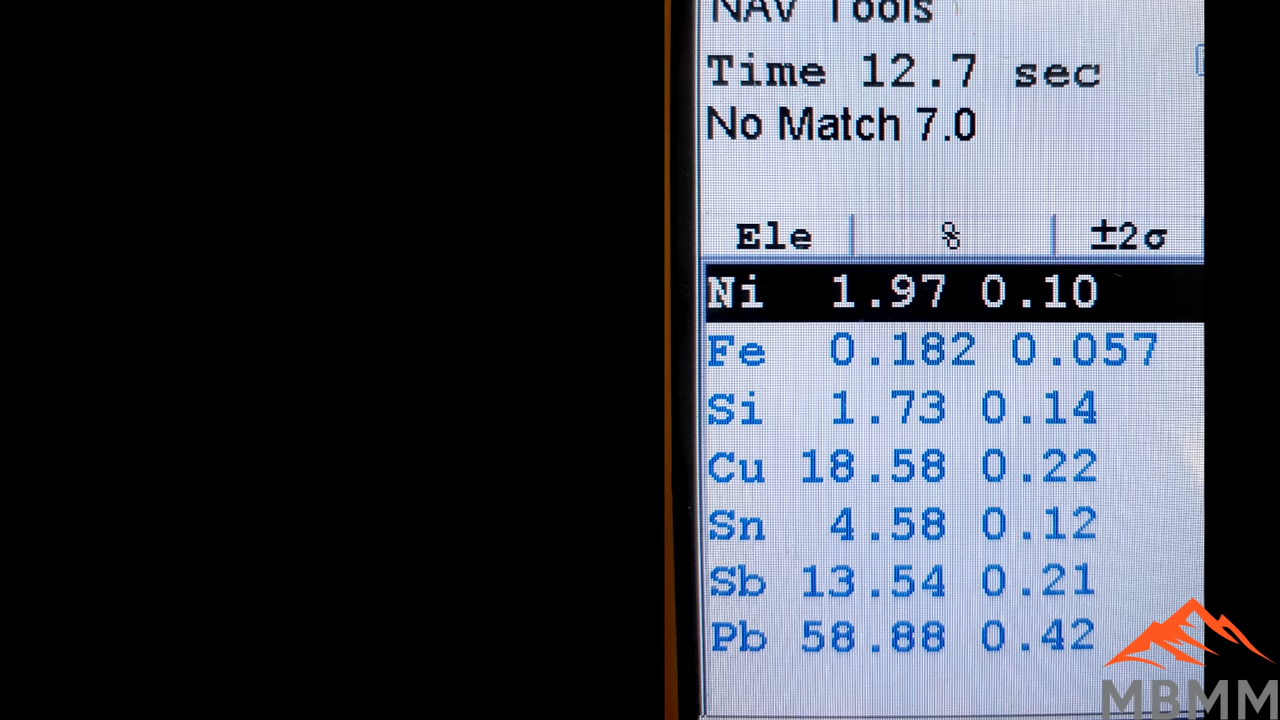 NAV Tools
Time 12.7 sec
No Match 7.0
Ele | % | ±2σ
Ni 1.97 0.10
Fe 0.182 0.057
Si 1.73 0.14
Cu 18.58 0.22
Sn 4.58 0.12
Sb 13.54 0.21
Pb 58.88 0.42
MBMM